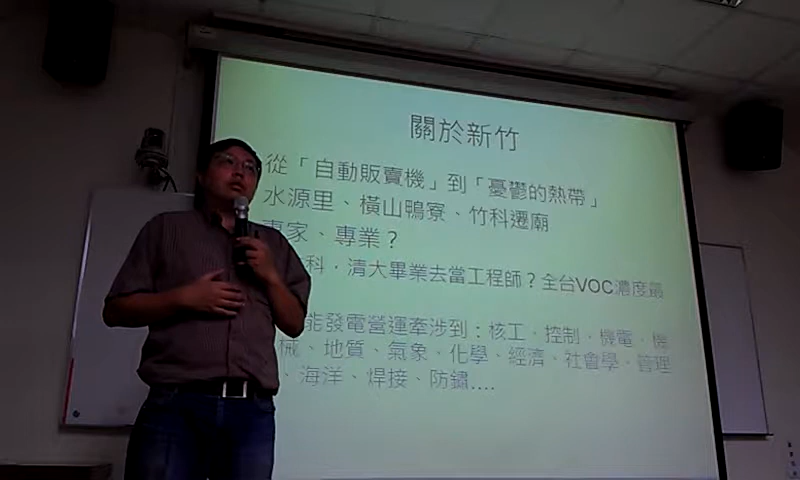 關於新竹
從「自動販賣機」到「憂鬱的熱帶」
水源里、橫山鴨寮、竹科遷廟
家、專業？
科，清大畢業去當工程師？全台VOC濃度最
能發電營運牽涉到：核工、控制、機電、機
械、地質、氣象、化學、經濟、社會學、管理
、海洋、焊接、防鏽....